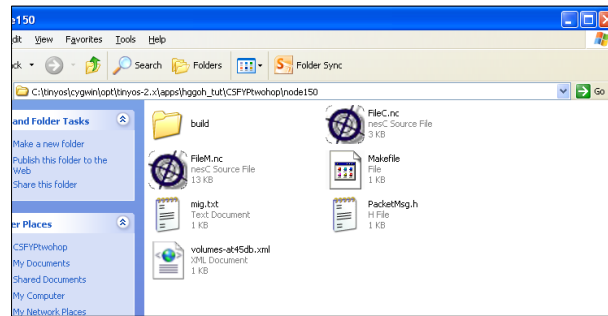 e150
dit View Favorites Tools Help
ck Search Folders Folder Sync
C:\tinyos\cygwin\opt\tinyos-2.x\apps\hggoh_tut\CSFYPtwohop\node150 Go
and Folder Tasks
Make a new folder
Publish this folder to the
Web
Share this folder
er Places
CSFYPtwohop
My Documents
Shared Documents
My Computer
My Network Places
build
FileC.nc
nesC Source File
3 KB
FileM.nc
nesC Source File
13 KB
Makefile
File
1 KB
mig.txt
Text Document
1 KB
PacketMsg.h
H File
1 KB
volumes-at45db.xml
XML Document
1 KB